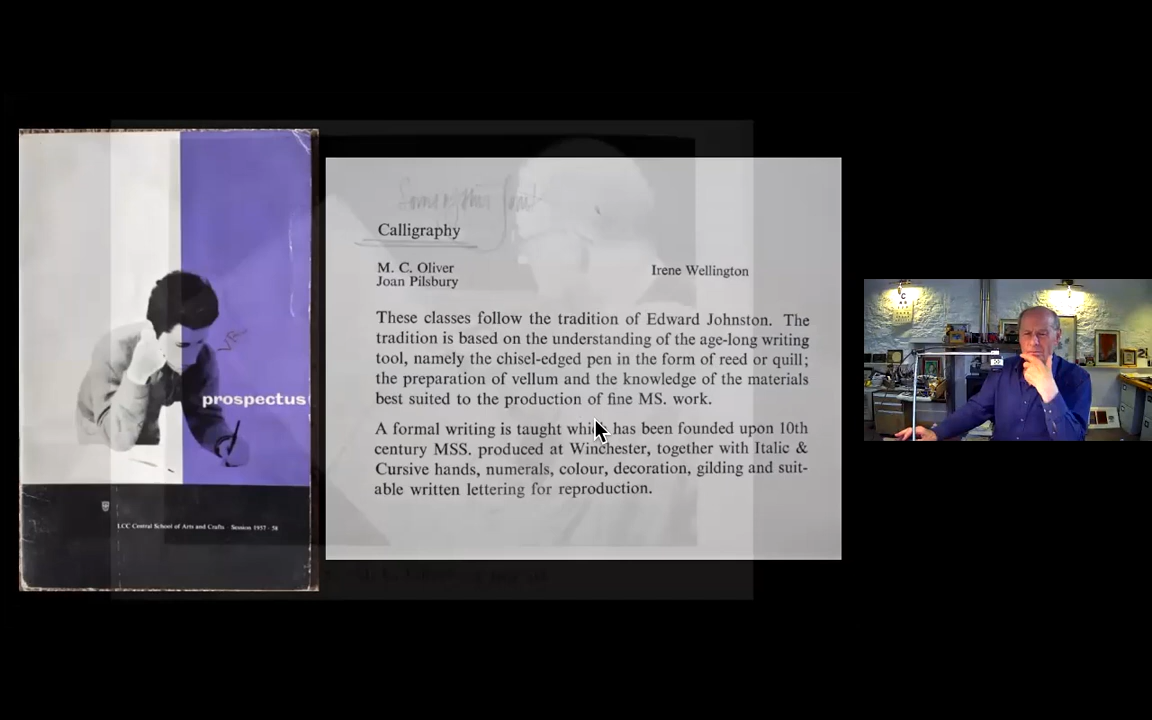 prospectus
LCC Central School of Arts and Crafts · Session 1957 - 58
Calligraphy
M. C. Oliver
Joan Pilsbury
Irene Wellington
These classes follow the tradition of Edward Johnston. The
tradition is based on the understanding of the age-long writing
tool, namely the chisel-edged pen in the form of reed or quill;
the preparation of vellum and the knowledge of the materials
best suited to the production of fine MS. work.
A formal writing is taught which has been founded upon 10th
century MSS. produced at Winchester, together with Italic &
Cursive hands, numerals, colour, decoration, gilding and suit-
able written lettering for reproduction.